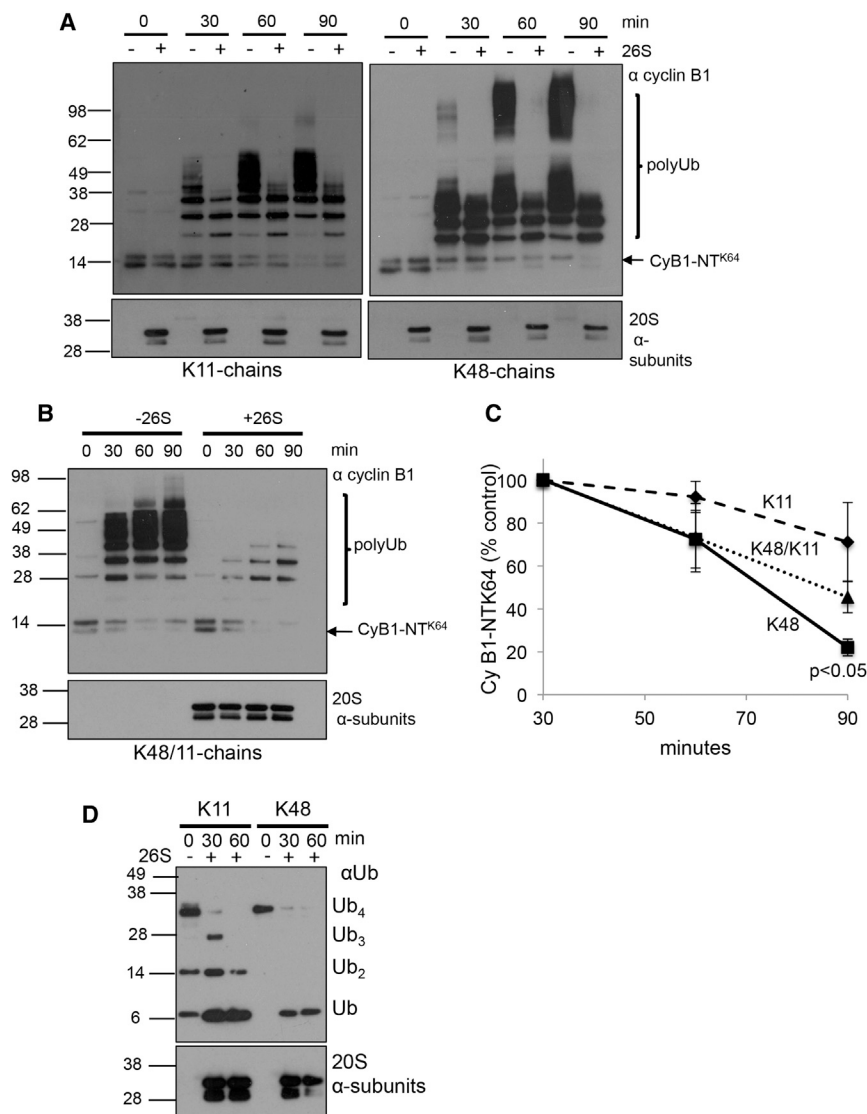 A
0 30 60 90 min
- + - + - + - + 26S
0 30 60 90 min
- + - + - + - + 26S
α cyclin B1
98
62
49
38
28
14
polyUb
CyB1-NTK64
38
28
20S
α-
subunits
K11-chains
K48-chains
B
-26S +26S
0 30 60 90 0 30 60 90 min
α cyclin B1
98
62
49
38
28
14
polyUb
CyB1-NTK64
38
28
20S
α-subunits
K48/11-chains
C
Cy B1-NTK64 (% control)
100
80
60
40
20
0
K11
K48/K11
K48
p<0.05
30 50 70 90
minutes
D
K11 K48
0 30 60 0 30 60 min
26S - + + - + +
αUb
49
38
28
14
6
Ub4
Ub3
Ub2
Ub
38
28
20S
α-subunits